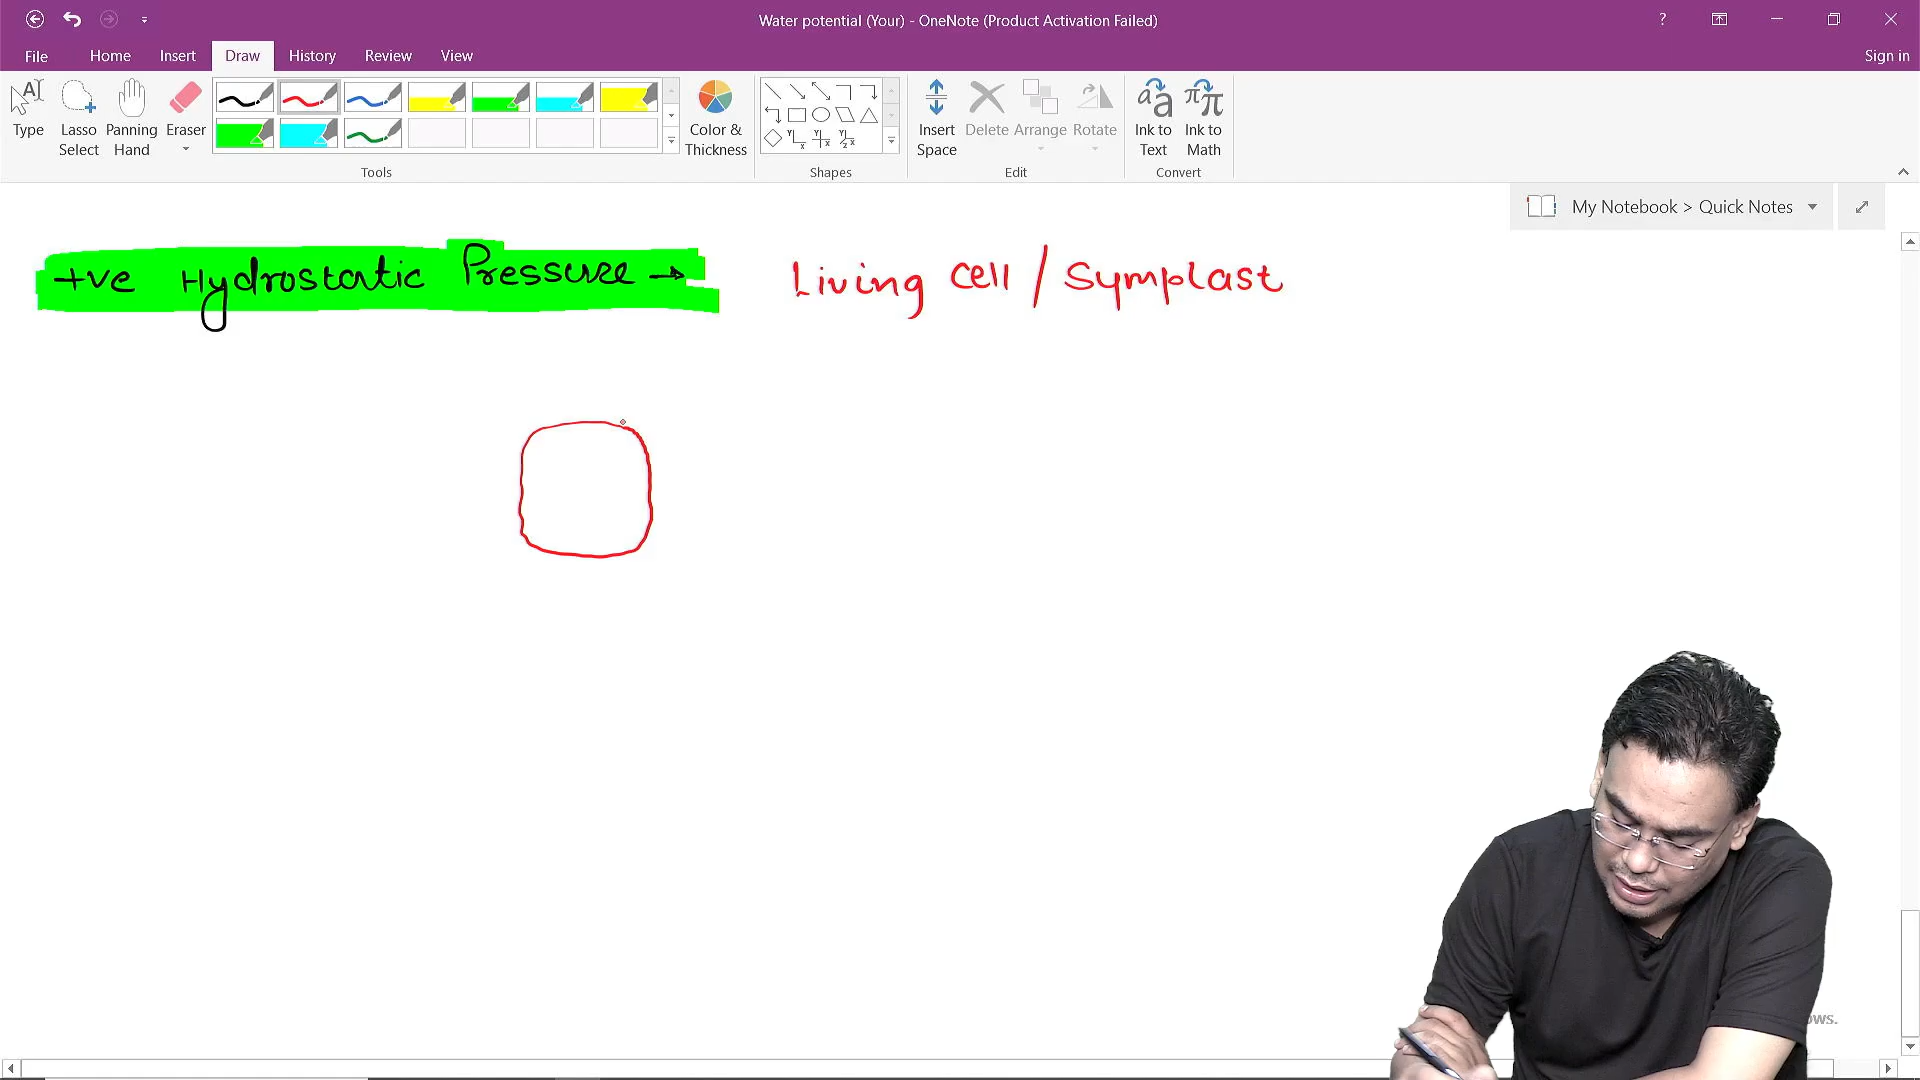 Water potential (Your) - OneNote (Product Activation Failed)
?
File Home Insert Draw History Review View
Sign in
Type
Lasso Select
Panning Hand
Eraser
Color & Thickness
Insert Space
Delete
Arrange
Rotate
Ink to Text
Ink to Math
Tools
Shapes
Edit
Convert
My Notebook > Quick Notes
+ve Hydrostatic Pressure →
Living cell / Symplast
ows.